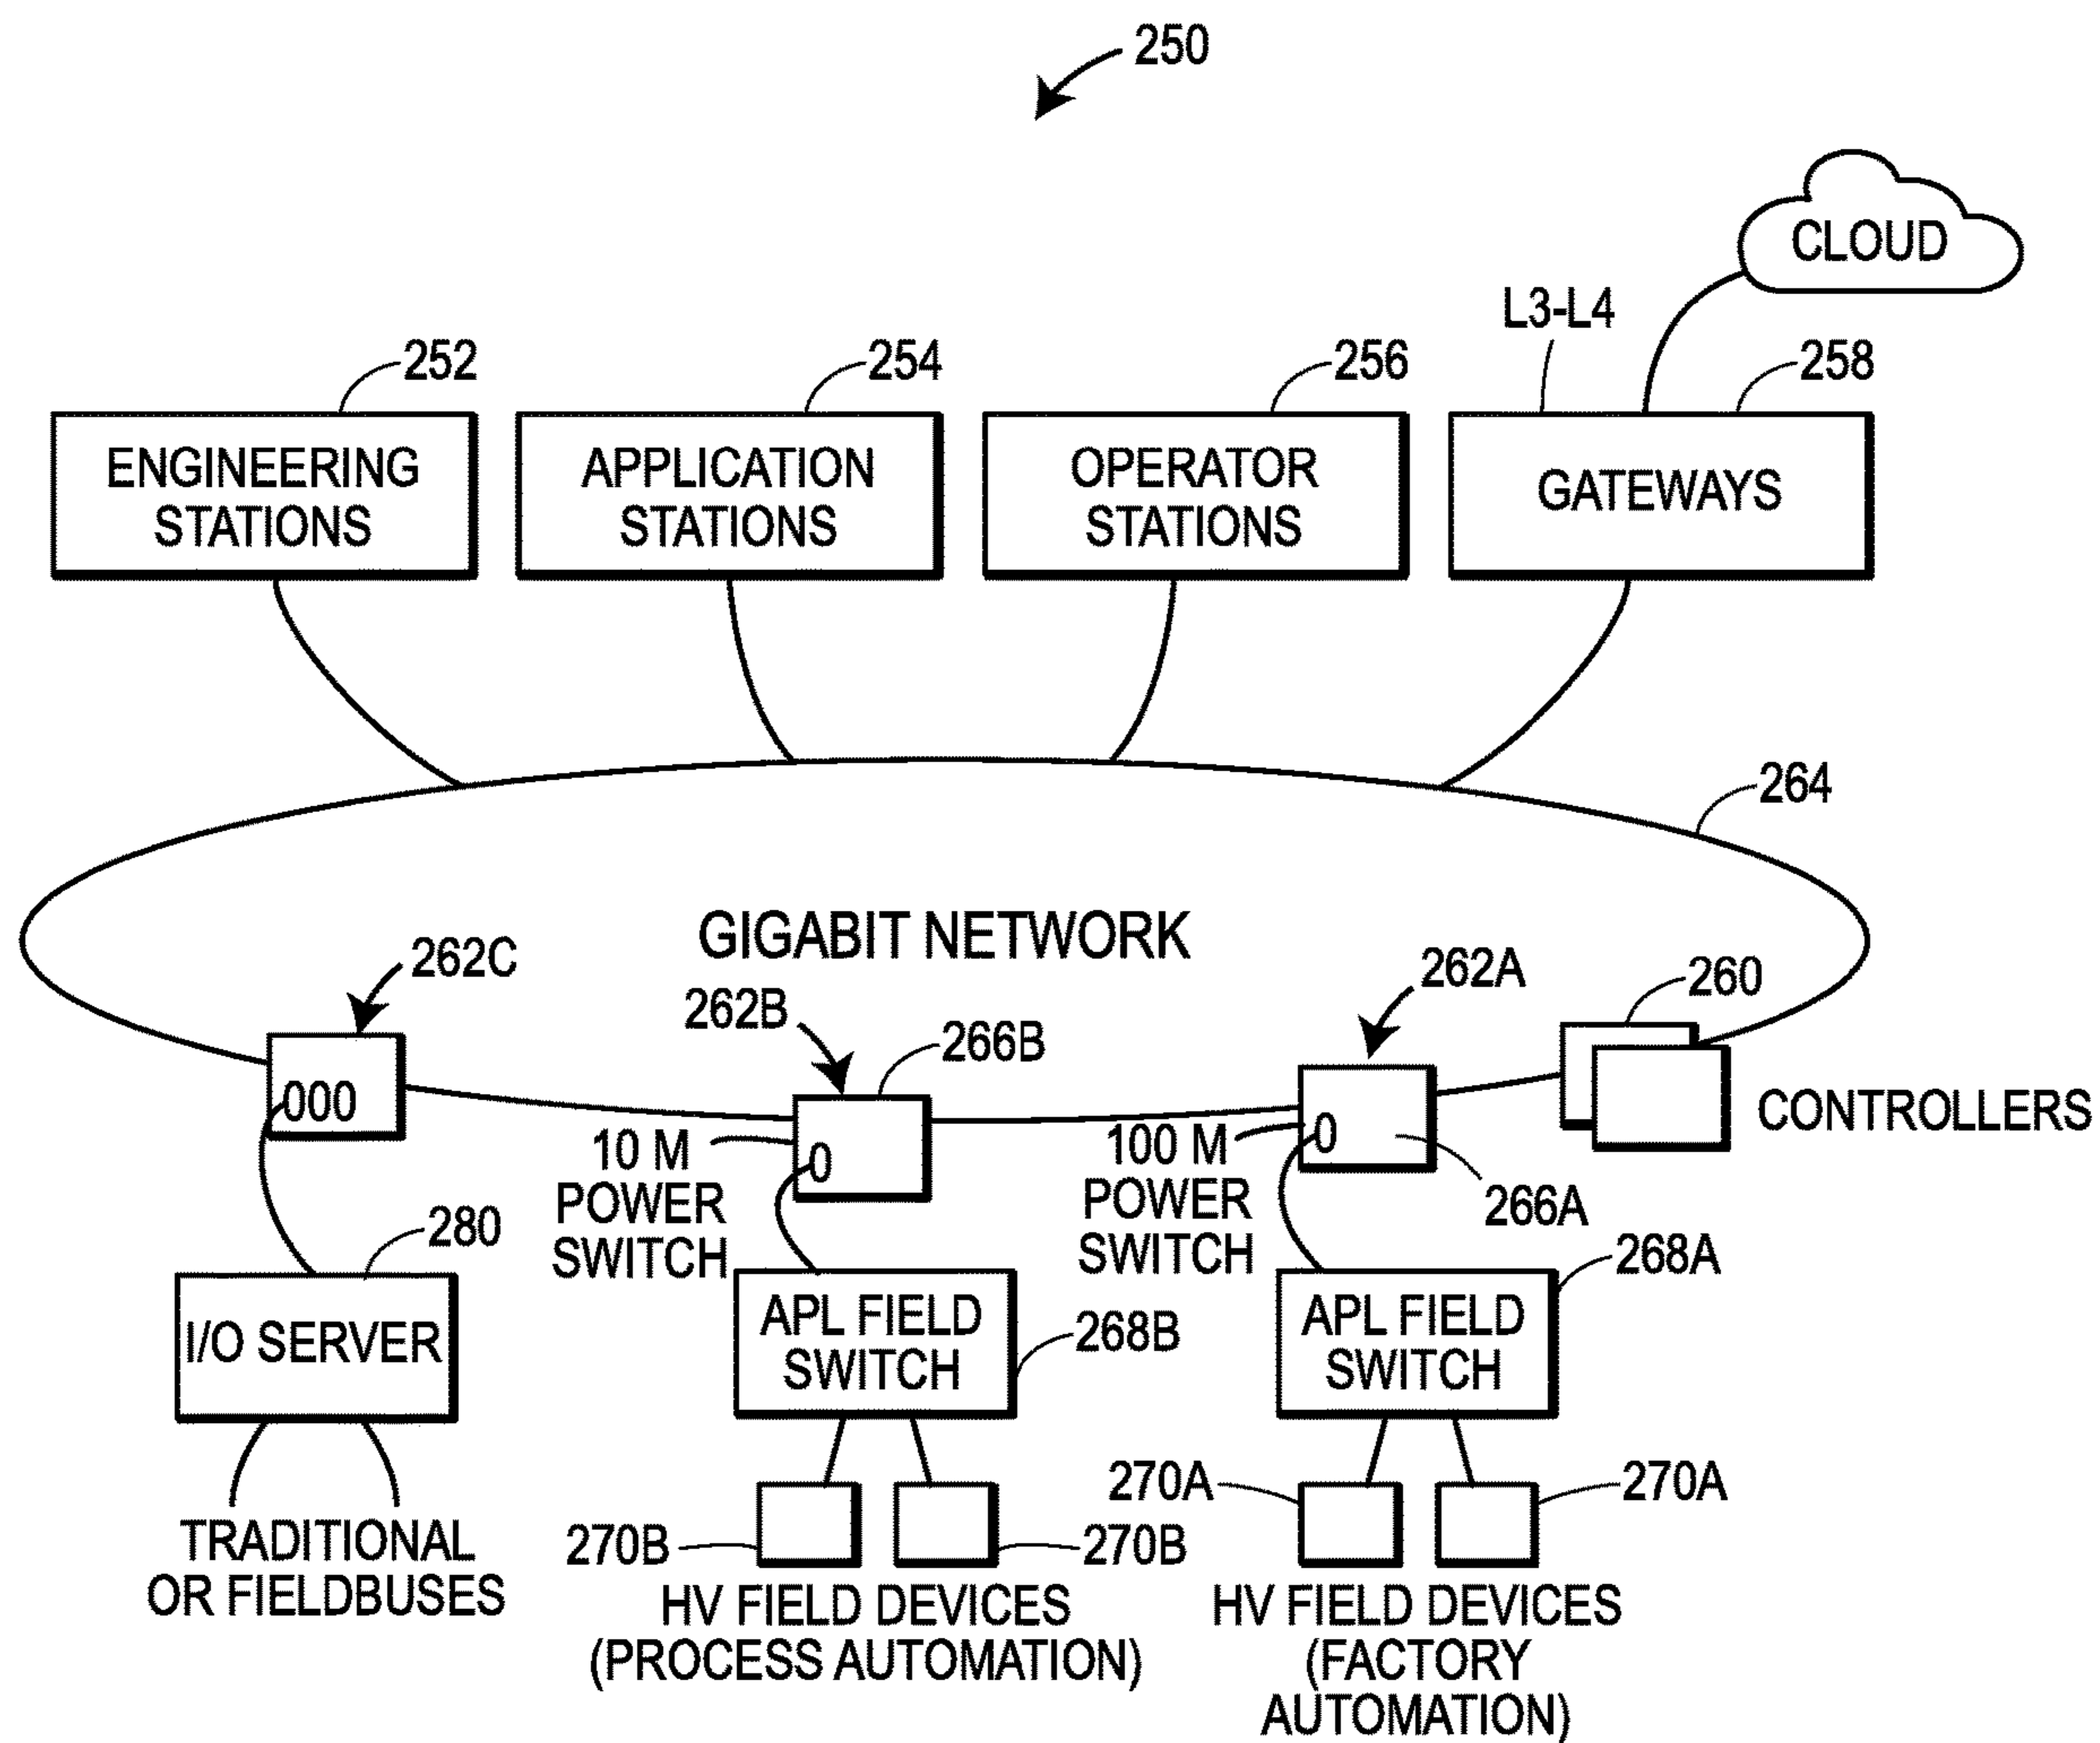 250
CLOUD
L3-L4
252
254
256
258
ENGINEERING
STATIONS
APPLICATION
STATIONS
OPERATOR
STATIONS
GATEWAYS
264
GIGABIT NETWORK
262C
262B
266B
262A
260
000
0
0
CONTROLLERS
10 M
POWER
SWITCH
100 M
POWER
SWITCH
266A
280
268A
I/O SERVER
APL FIELD
SWITCH
268B
APL FIELD
SWITCH
270A
270A
270B
270B
TRADITIONAL
OR FIELDBUSES
HV FIELD DEVICES
(PROCESS AUTOMATION)
HV FIELD DEVICES
(FACTORY
AUTOMATION)